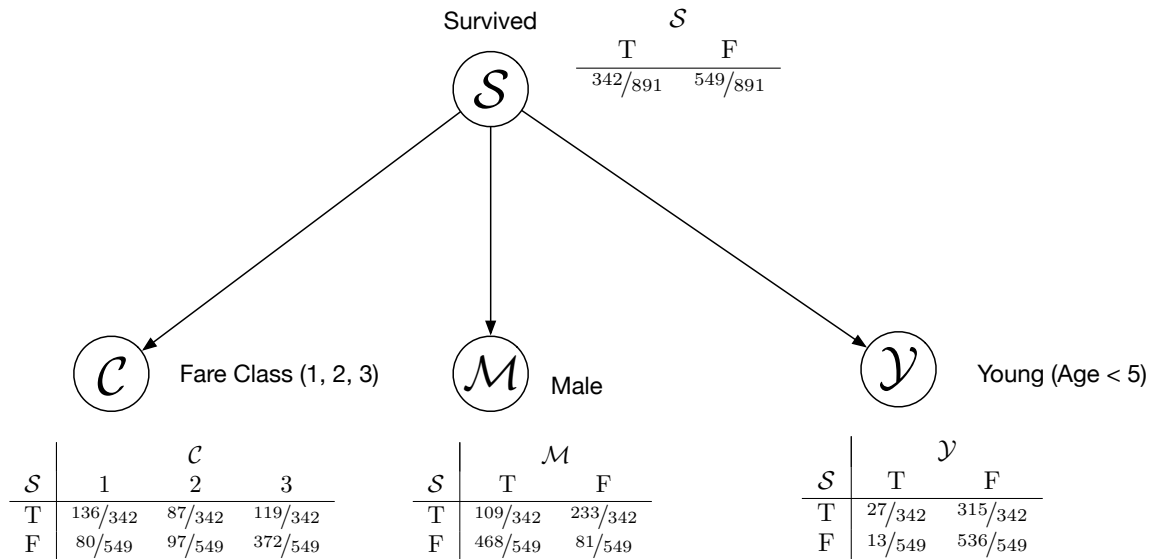 Survived
𝒮
T F
342/891 549/891
𝒮
𝒞
Fare Class (1, 2, 3)
ℳ
Male
𝒴
Young (Age < 5)
𝒞
𝒮 1 2 3
T 136/342 87/342 119/342
F 80/549 97/549 372/549
ℳ
𝒮 T F
T 109/342 233/342
F 468/549 81/549
𝒴
𝒮 T F
T 27/342 315/342
F 13/549 536/549